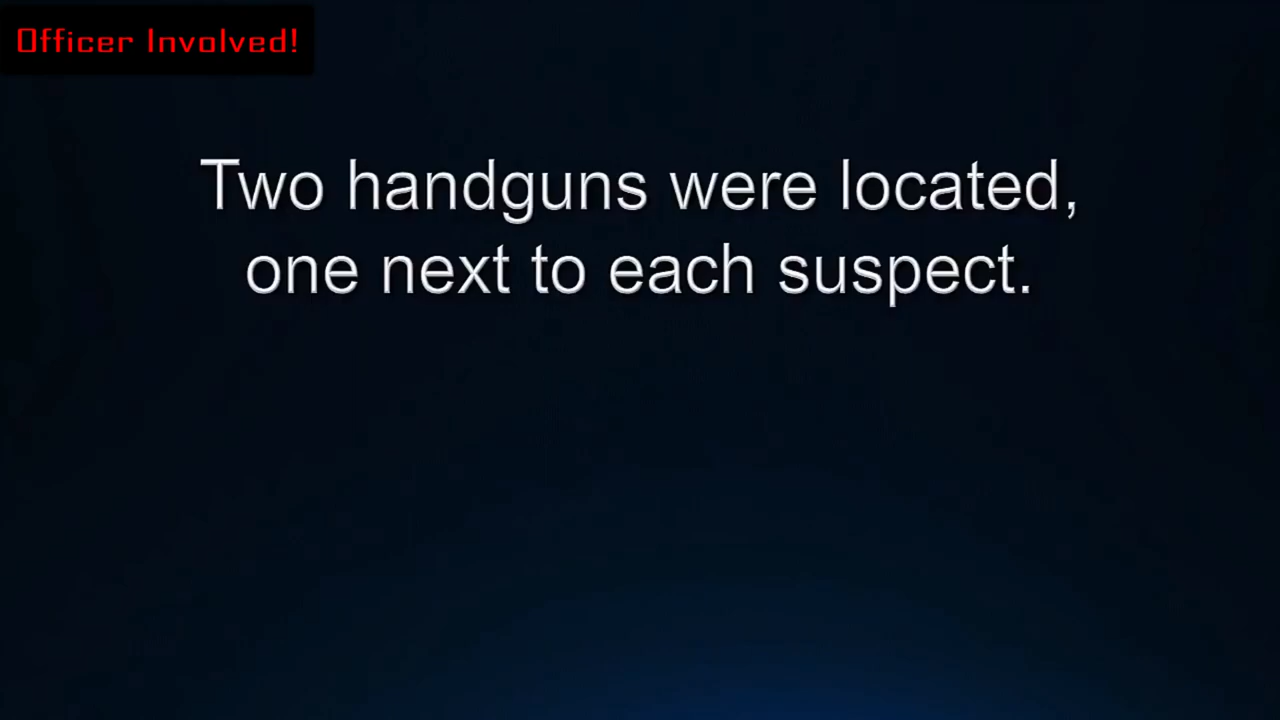 Officer Involved!
Two handguns were located,
one next to each suspect.